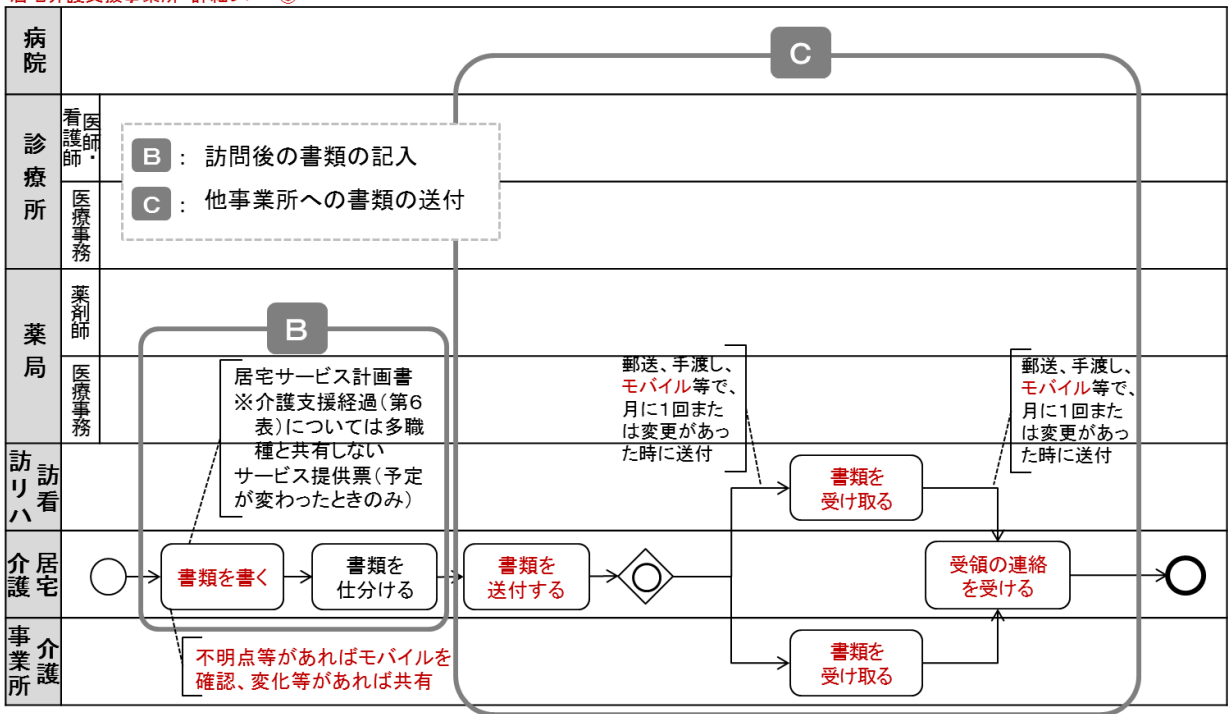 病院
C
診療所
医師・看護師
B : 訪問後の書類の記入
C : 他事業所への書類の送付
医療事務
薬局
薬剤師
B
医療事務
居宅サービス計画書
※介護支援経過(第6
表)については多職
種と共有しない
サービス提供票(予定
が変わったときのみ)
郵送、手渡し、
モバイル等で、
月に1回また
は変更があっ
た時に送付
郵送、手渡し、
モバイル等で、
月に1回また
は変更があっ
た時に送付
訪看
訪リハ
書類を
受け取る
居宅
介護
書類を書く
書類を
仕分ける
書類を
送付する
受領の連絡
を受ける
介護
事業所
不明点等があればモバイルを
確認、変化等があれば共有
書類を
受け取る